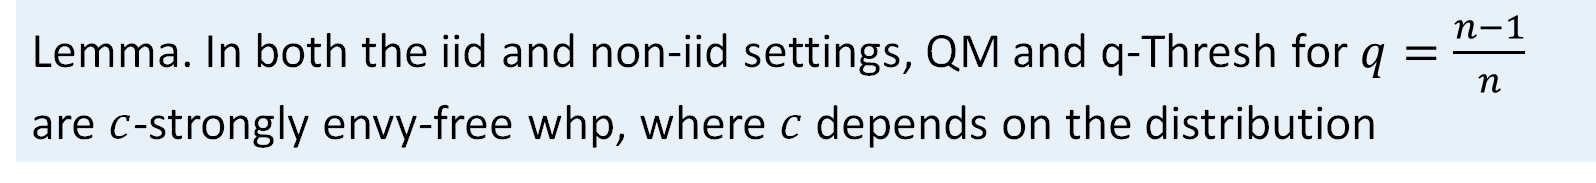 Lemma. In both the iid and non-iid settings, QM and q-Thresh for q = \frac{n-1}{n}
are c-strongly envy-free whp, where c depends on the distribution